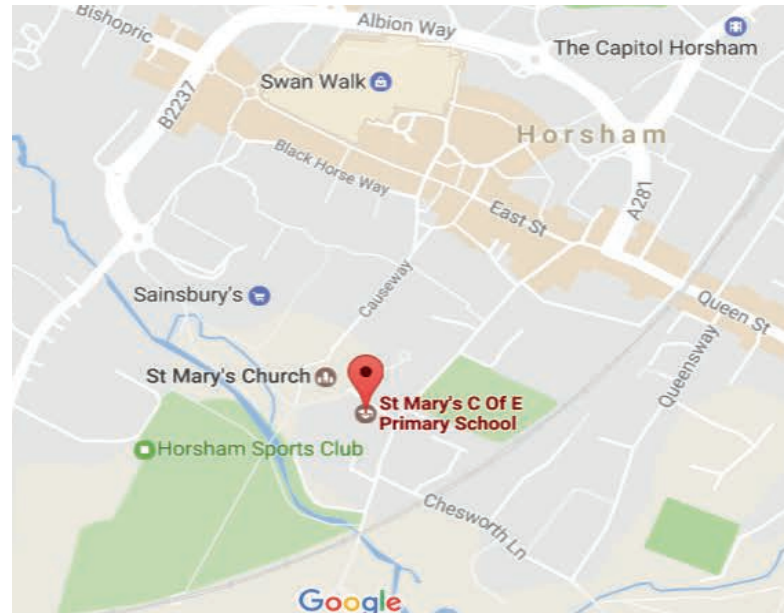 Bishopric
Albion Way
The Capitol Horsham
B2237
Swan Walk
Horsham
Black Horse Way
A281
East St
Causeway
Sainsbury's
Queen St
Queensway
St Mary's Church
St Mary's C Of E
Primary School
Horsham Sports Club
Chesworth Ln
Google